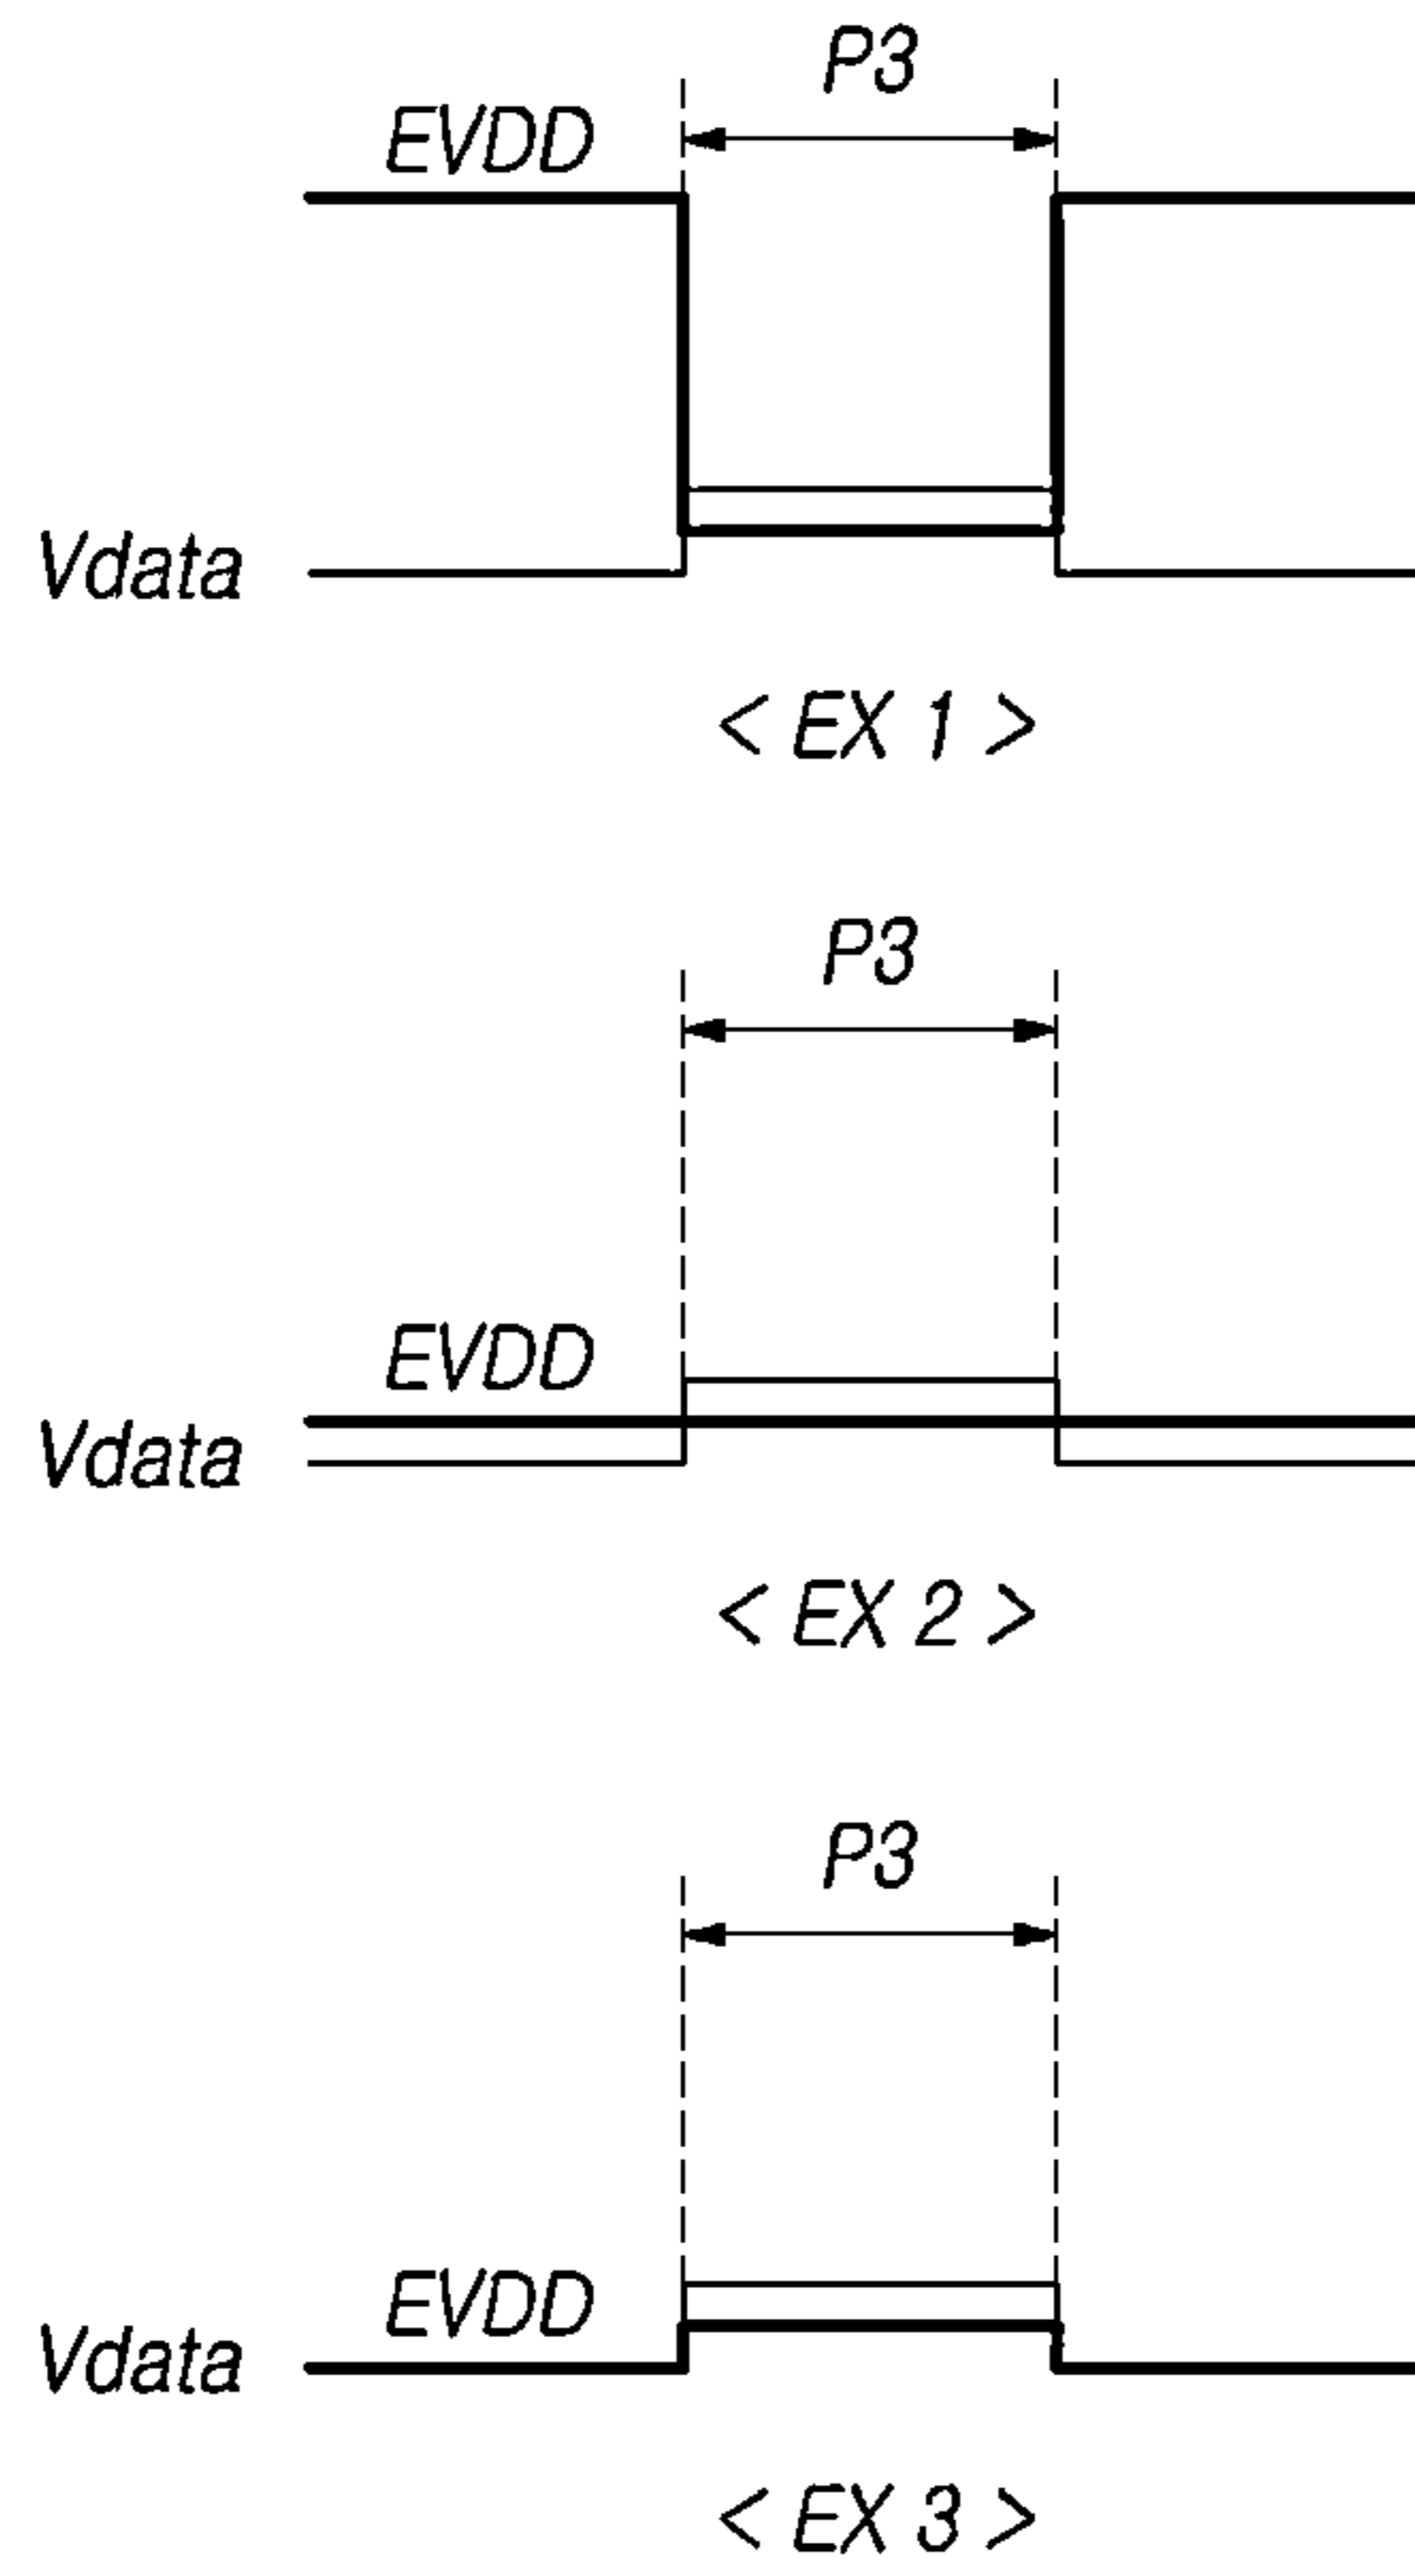 P3
EVDD
Vdata
< EX 1 >
P3
EVDD
Vdata
< EX 2 >
P3
EVDD
Vdata
< EX 3 >